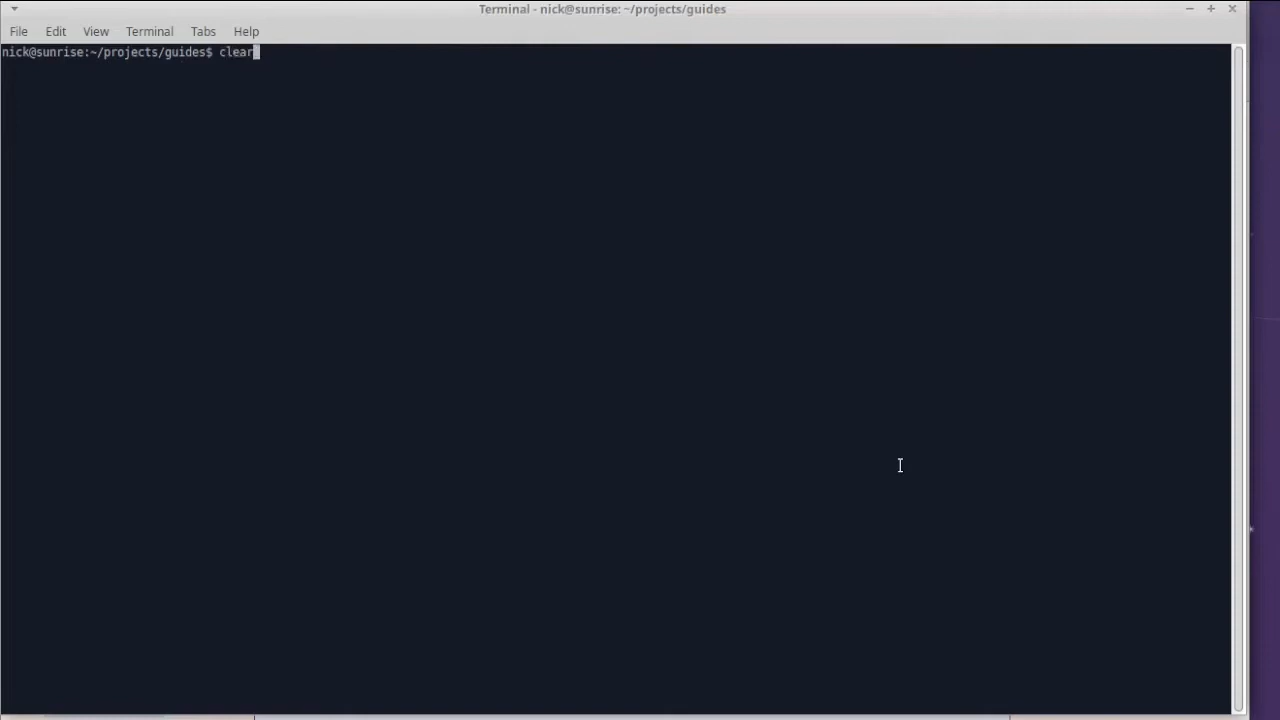 Terminal - nick@sunrise: ~/projects/guides
File Edit View Terminal Tabs Help
nick@sunrise:~/projects/guides$ clear